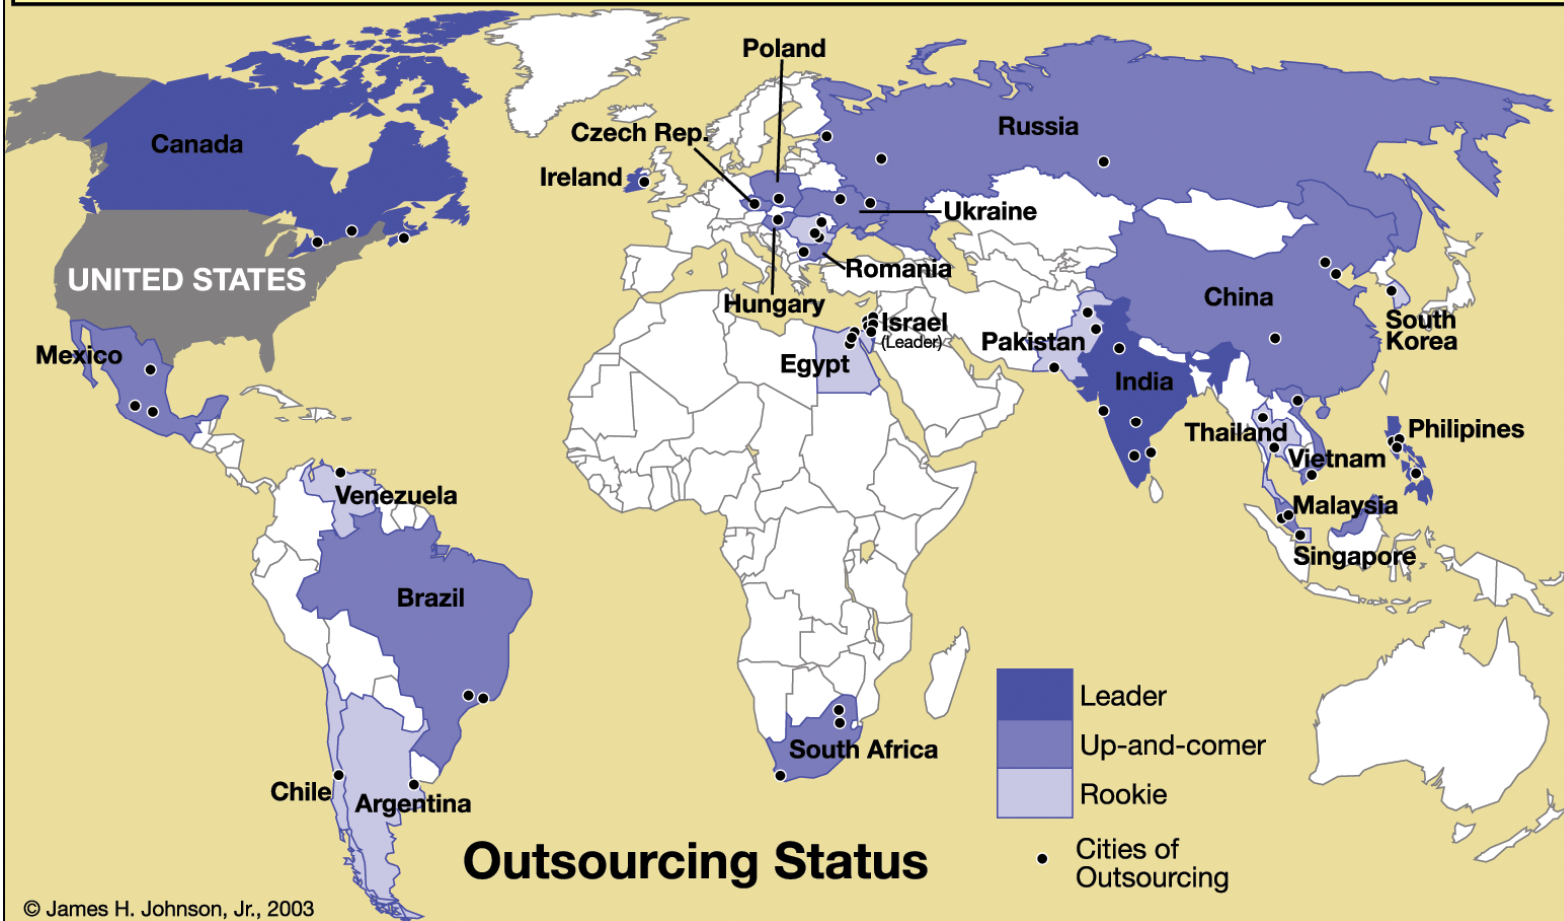 Poland
Czech Rep.
Russia
Canada
Ireland
Ukraine
UNITED STATES
Romania
Hungary
China
Israel
(Leader)
South
Korea
Mexico
Pakistan
Egypt
India
Thailand
Philipines
Vietnam
Venezuela
Malaysia
Singapore
Brazil
Leader
Up-and-comer
Rookie
South Africa
Chile
Argentina
Outsourcing Status
Cities of
Outsourcing
© James H. Johnson, Jr., 2003